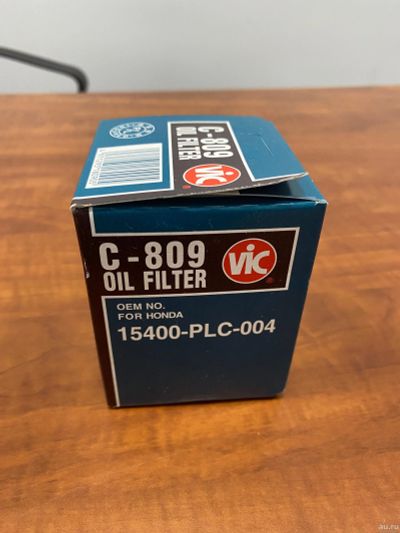 C-809
OIL FILTER
VIC
®
C-809
OIL FILTER
VIC
®
OEM NO.
FOR HONDA
15400-PLC-004
au.ru